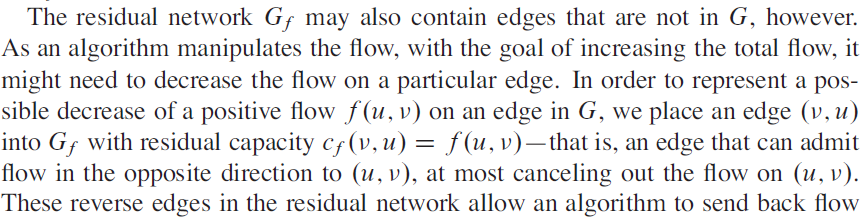 The residual network G_f may also contain edges that are not in G, however.
As an algorithm manipulates the flow, with the goal of increasing the total flow, it
might need to decrease the flow on a particular edge. In order to represent a pos-
sible decrease of a positive flow f(u, v) on an edge in G, we place an edge (v, u)
into G_f with residual capacity c_f(v, u) = f(u, v)—that is, an edge that can admit
flow in the opposite direction to (u, v), at most canceling out the flow on (u, v).
These reverse edges in the residual network allow an algorithm to send back flow